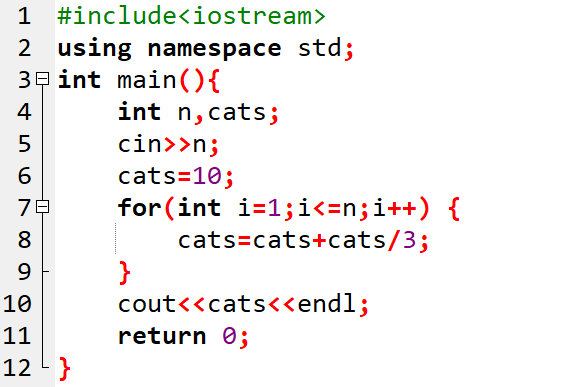 1 #include<iostream>
2 using namespace std;
3 int main(){
4     int n,cats;
5     cin>>n;
6     cats=10;
7     for(int i=1;i<=n;i++) {
8         cats=cats+cats/3;
9     }
10     cout<<cats<<endl;
11     return 0;
12 }